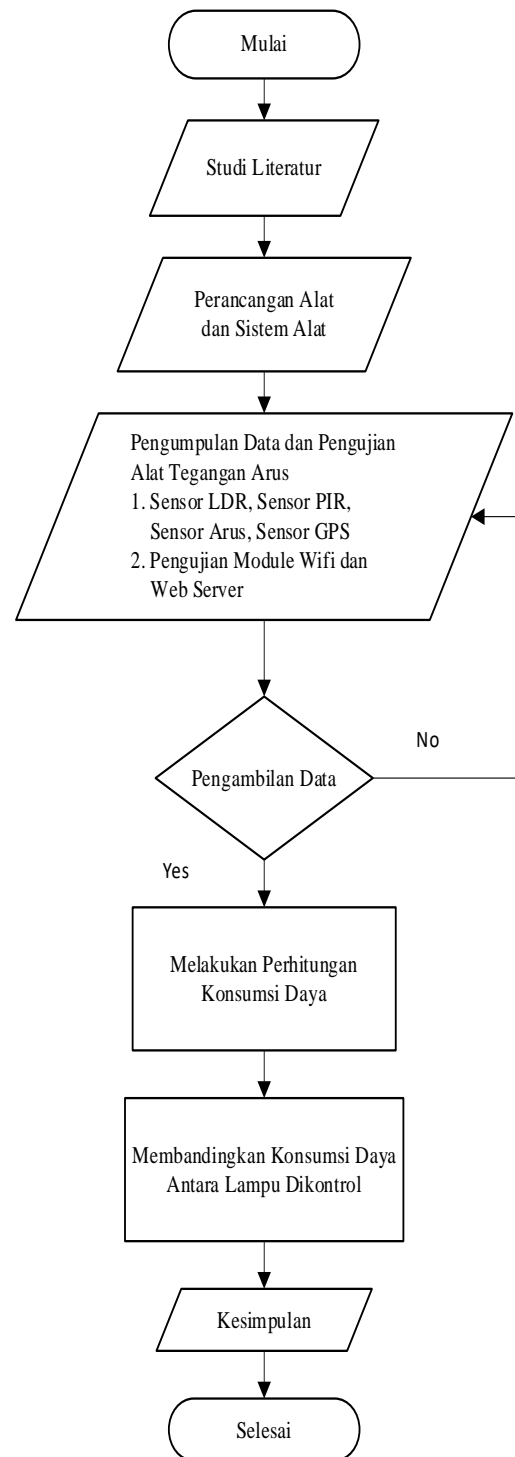 Mulai
Studi Literatur
Perancangan Alat
dan Sistem Alat
Pengumpulan Data dan Pengujian
Alat Tegangan Arus
1. Sensor LDR, Sensor PIR,
Sensor Arus, Sensor GPS
2. Pengujian Module Wifi dan
Web Server
Pengambilan Data
No
Yes
Melakukan Perhitungan
Konsumsi Daya
Membandingkan Konsumsi Daya
Antara Lampu Dikontrol
Kesimpulan
Selesai